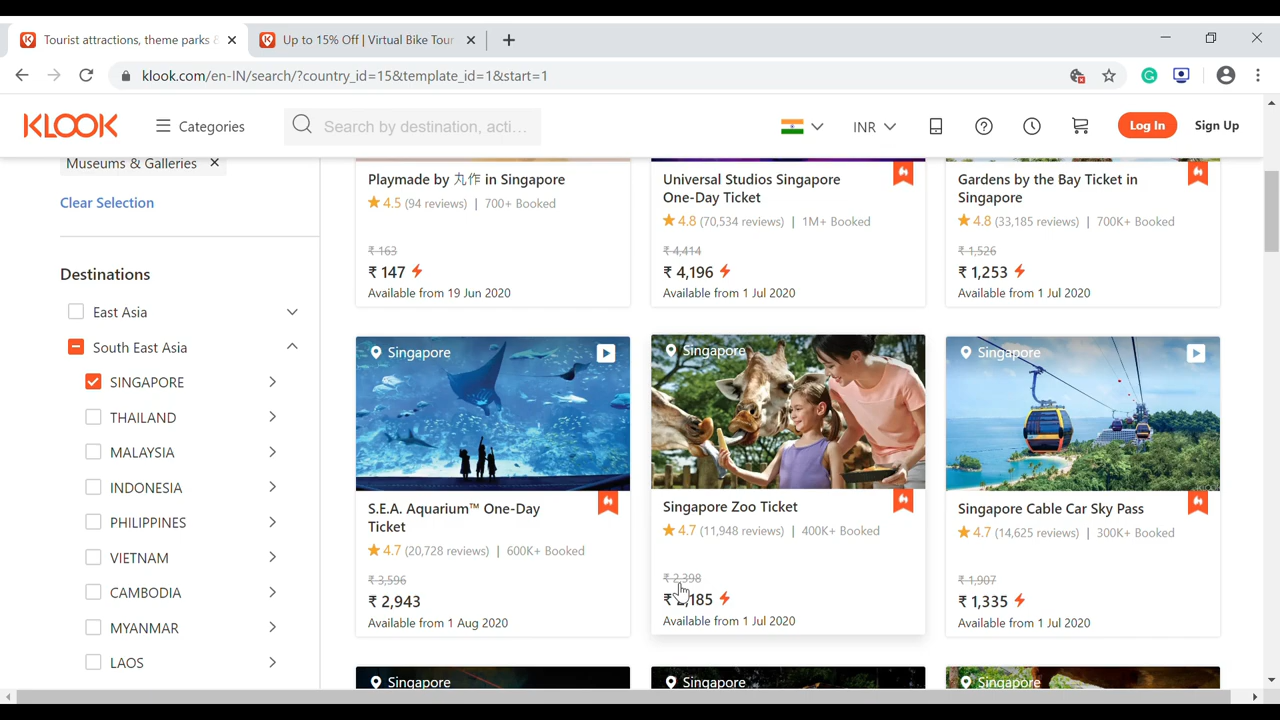 Tourist attractions, theme parks &
Up to 15% Off | Virtual Bike Tour
klook.com/en-IN/search/?country_id=15&template_id=1&start=1
KLOOK
Categories
Search by destination, acti...
INR
Log In
Sign Up
Museums & Galleries
Clear Selection
Destinations
East Asia
South East Asia
SINGAPORE
THAILAND
MALAYSIA
INDONESIA
PHILIPPINES
VIETNAM
CAMBODIA
MYANMAR
LAOS
Playmade by 丸作 in Singapore
4.5 (94 reviews) | 700+ Booked
₹ 163
₹ 147
Available from 19 Jun 2020
Universal Studios Singapore
One-Day Ticket
4.8 (70,534 reviews) | 1M+ Booked
₹ 4,414
₹ 4,196
Available from 1 Jul 2020
Gardens by the Bay Ticket in
Singapore
4.8 (33,185 reviews) | 700K+ Booked
₹ 1,526
₹ 1,253
Available from 1 Jul 2020
Singapore
S.E.A. Aquarium™ One-Day
Ticket
4.7 (20,728 reviews) | 600K+ Booked
₹ 3,596
₹ 2,943
Available from 1 Aug 2020
Singapore
Singapore Zoo Ticket
4.7 (11,948 reviews) | 400K+ Booked
₹ 2,398
₹ 2,185
Available from 1 Jul 2020
Singapore
Singapore Cable Car Sky Pass
4.7 (14,625 reviews) | 300K+ Booked
₹ 1,907
₹ 1,335
Available from 1 Jul 2020
Singapore
Singapore
Singapore